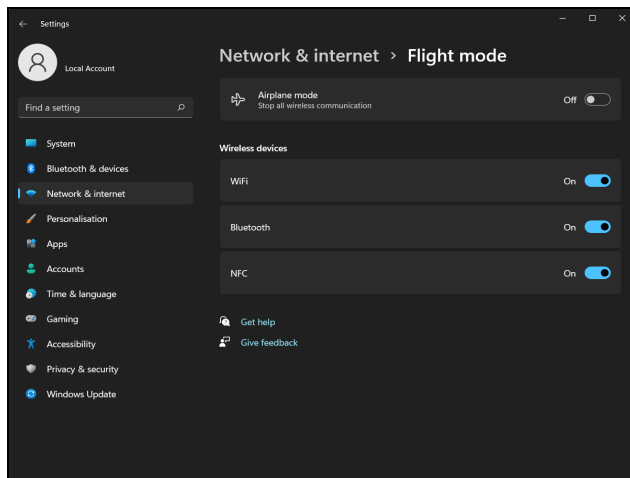 Settings
Local Account
Find a setting
System
Bluetooth & devices
Network & internet
Personalisation
Apps
Accounts
Time & language
Gaming
Accessibility
Privacy & security
Windows Update
Network & internet > Flight mode
Airplane mode
Stop all wireless communication
Off
Wireless devices
WiFi
On
Bluetooth
On
NFC
On
Get help
Give feedback